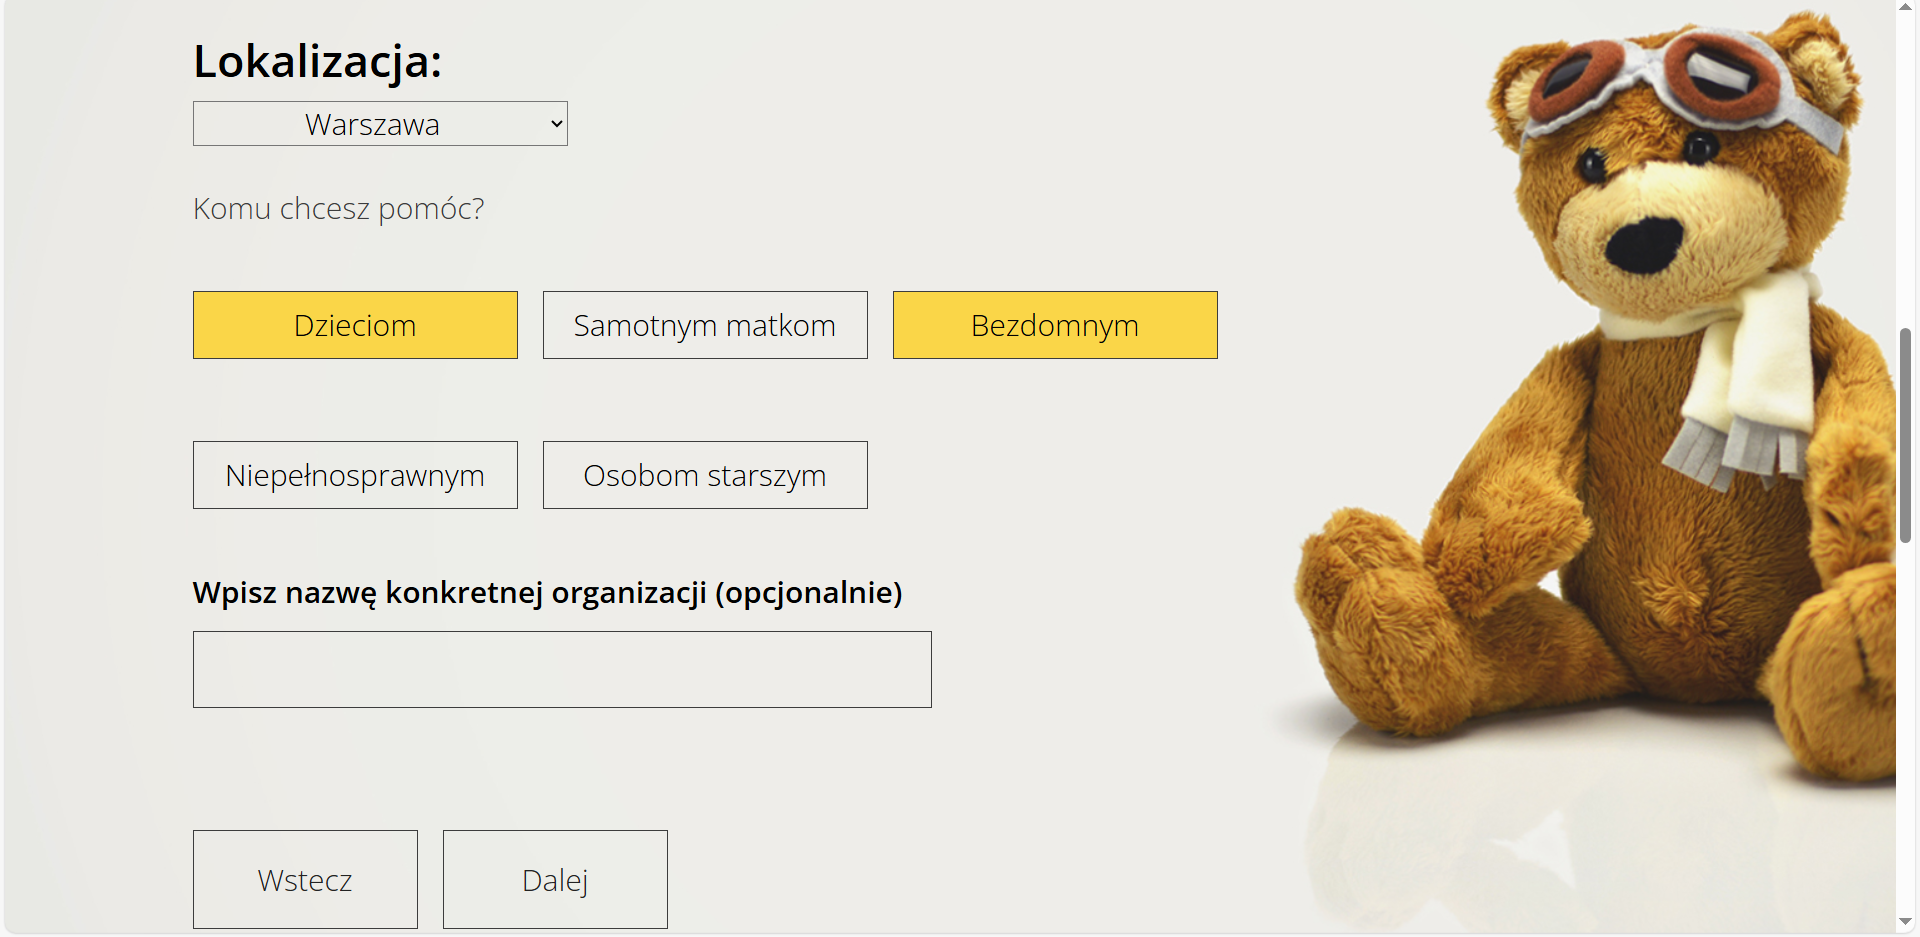 Lokalizacja:
Warszawa
Komu chcesz pomóc?
Dzieciom
Samotnym matkom
Bezdomnym
Niepełnosprawnym
Osobom starszym
Wpisz nazwę konkretnej organizacji (opcjonalnie)
Wstecz
Dalej